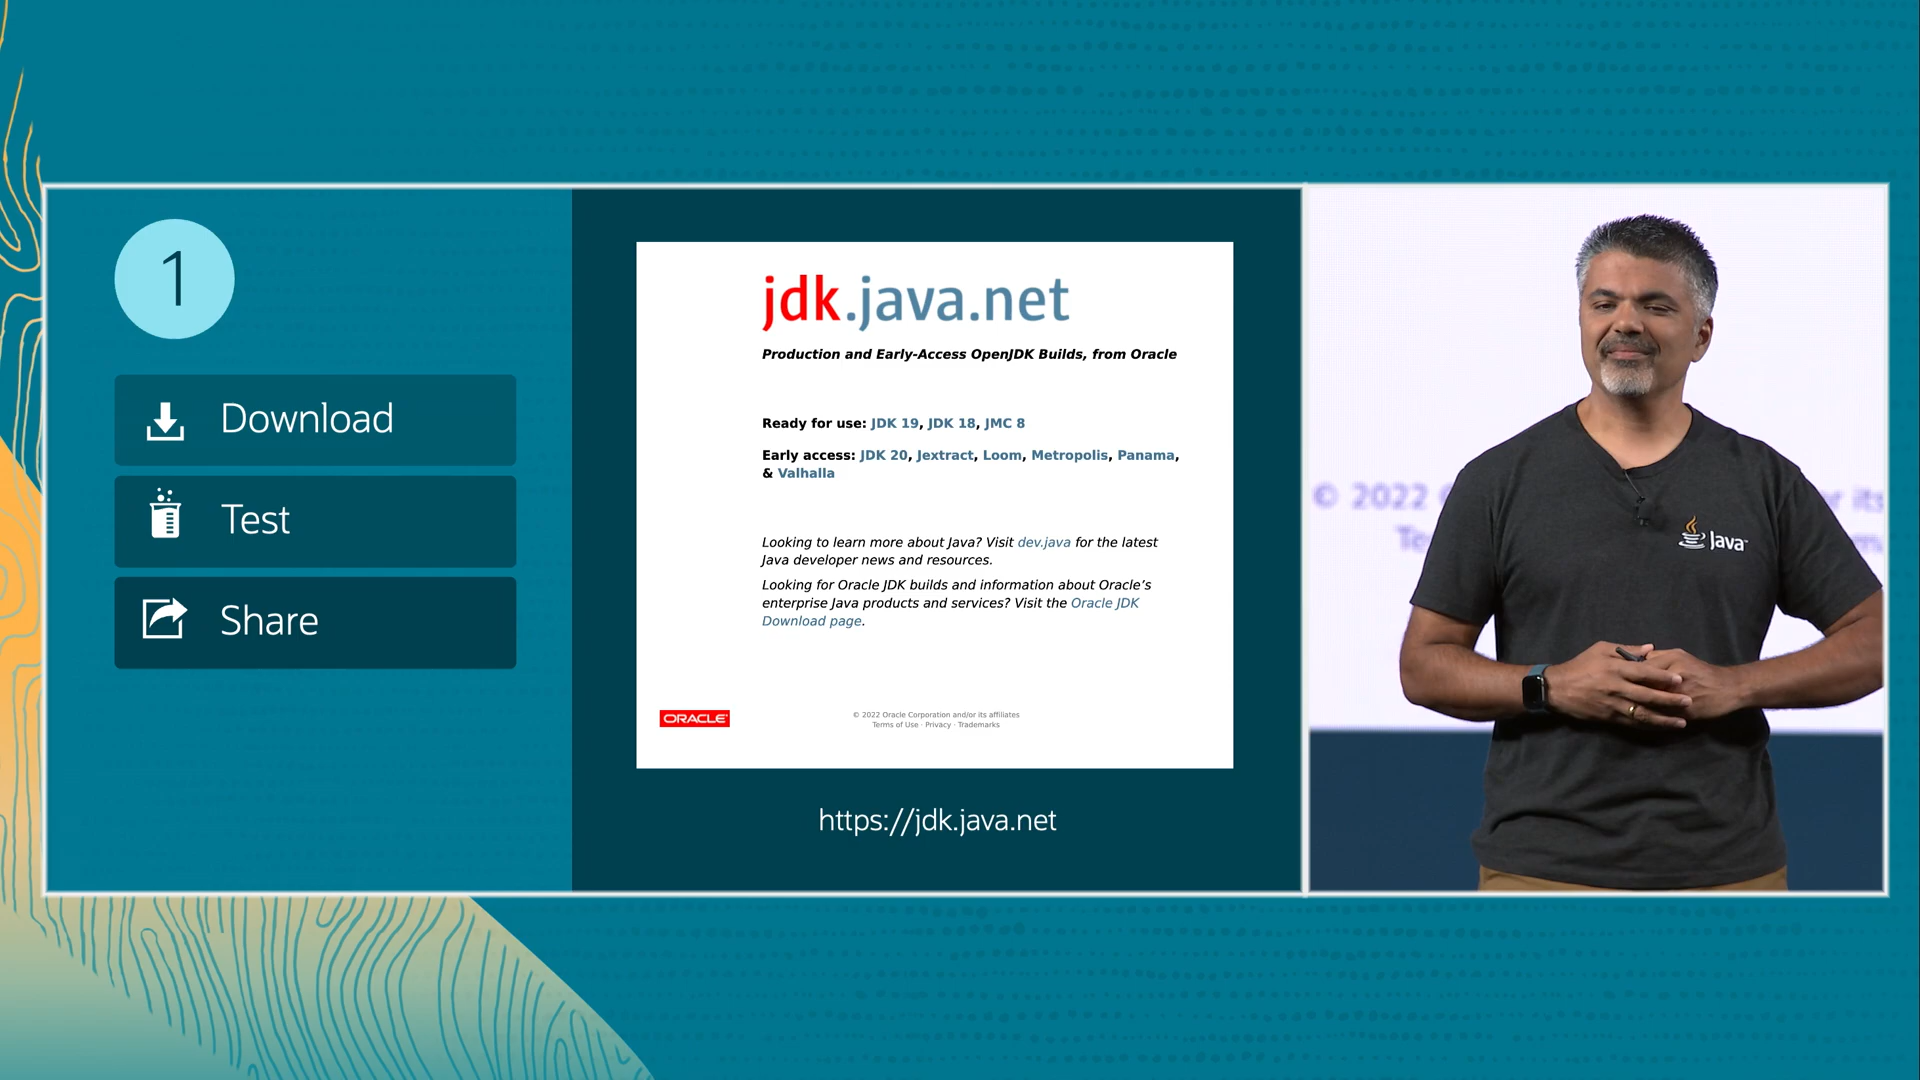 1
Download
Test
Share
jdk.java.net
Production and Early-Access OpenJDK Builds, from Oracle
Ready for use: JDK 19, JDK 18, JMC 8
Early access: JDK 20, Jextract, Loom, Metropolis, Panama,
& Valhalla
Looking to learn more about Java? Visit dev.java for the latest
Java developer news and resources.
Looking for Oracle JDK builds and information about Oracle’s
enterprise Java products and services? Visit the Oracle JDK
Download page.
ORACLE
© 2022 Oracle Corporation and/or its affiliates
Terms of Use · Privacy · Trademarks
https://jdk.java.net
© 2022
or its
Java